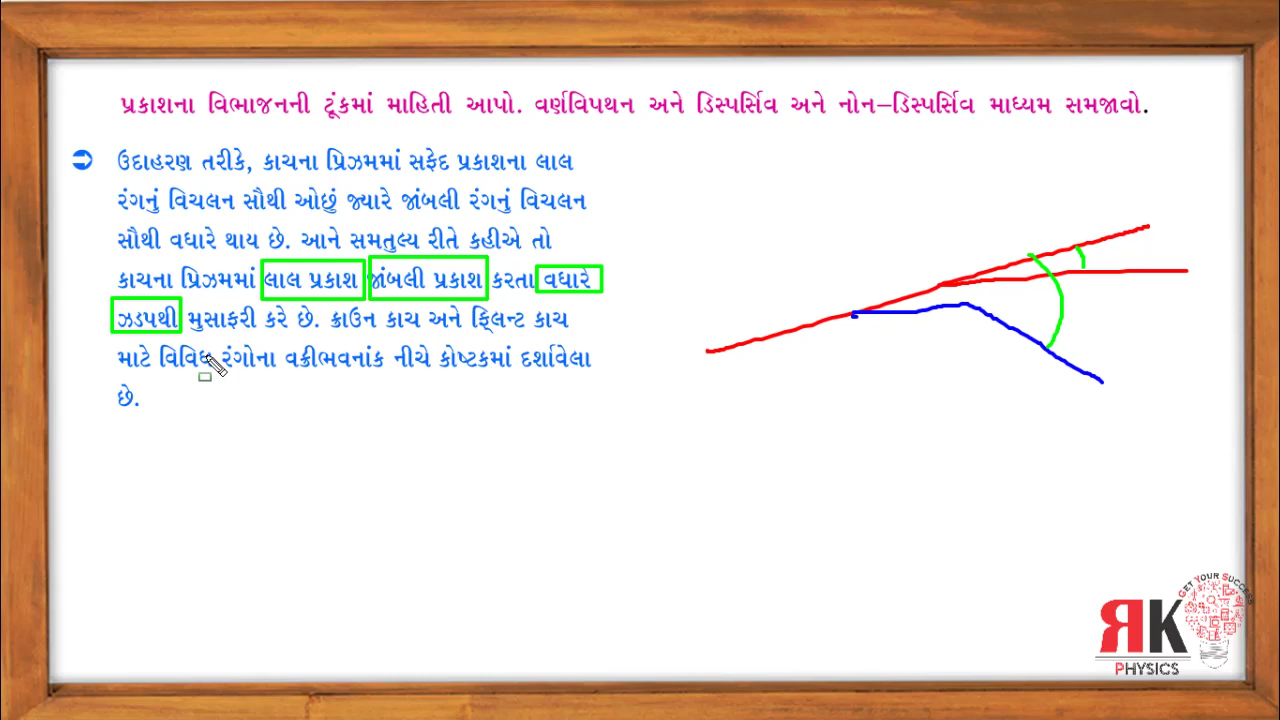 પ્રકાશના વિભાજનની ટૂંકમાં માહિતી આપો. વર્ણવિપથન અને ડિસ્પર્સિવ અને નોન-ડિસ્પર્સિવ માધ્યમ સમજાવો.
ઉદાહરણ તરીકે, કાચના પ્રિઝમમાં સફેદ પ્રકાશના લાલ
રંગનું વિચલન સૌથી ઓછું જ્યારે જાંબલી રંગનું વિચલન
સૌથી વધારે થાય છે. આને સમતુલ્ય રીતે કહીએ તો
કાચના પ્રિઝમમાં લાલ પ્રકાશ જાંબલી પ્રકાશ કરતા વધારે
ઝડપથી મુસાફરી કરે છે. ક્રાઉન કાચ અને ફ્લિન્ટ કાચ
માટે વિવિધ રંગોના વક્રીભવનાંક નીચે કોષ્ટકમાં દર્શાવેલા
છે.
GET YOUR SUCCESS
RK
PHYSICS